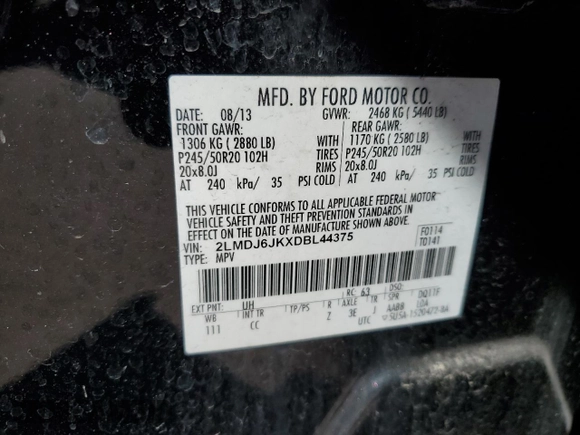 MFD. BY FORD MOTOR CO.
DATE: 08/13 GVWR: 2468 KG ( 5440 LB)
FRONT GAWR: REAR GAWR:
1306 KG ( 2880 LB) WITH 1170 KG ( 2580 LB) WITH
P245/50R20 102H TIRES P245/50R20 102H TIRES
20x8.0J RIMS 20x8.0J RIMS
AT 240 kPa/ 35 PSI COLD AT 240 kPa/ 35 PSI COLD
THIS VEHICLE CONFORMS TO ALL APPLICABLE FEDERAL MOTOR
VEHICLE SAFETY AND THEFT PREVENTION STANDARDS IN
EFFECT ON THE DATE OF MANUFACTURE SHOWN ABOVE.
VIN: 2LMDJ6JKXDBL44375 F0114
TYPE: MPV T0141
EXT PNT: UH RC: 63 DSO:
WB INT TR TP/PS R AXLE TR SPR
111 CC Z 3E J AABB
UTC